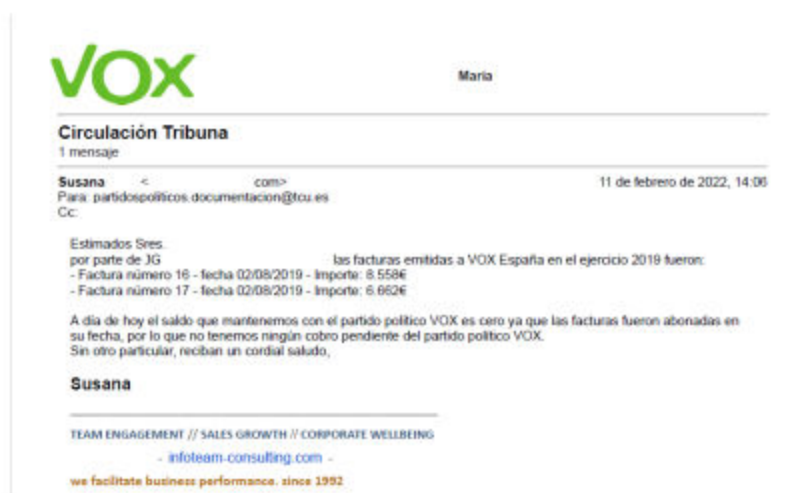 VOX
María
Circulación Tribuna
1 mensaje
Susana < com> 11 de febrero de 2022, 14:06
Para: partidospoliticos.documentacion@tcu.es
Cc:
Estimados Sres.
por parte de JG las facturas emitidas a VOX España en el ejercicio 2019 fueron:
- Factura número 16 - fecha 02/08/2019 - Importe: 8.558€
- Factura número 17 - fecha 02/08/2019 - Importe: 6.662€
A día de hoy el saldo que mantenemos con el partido político VOX es cero ya que las facturas fueron abonadas en
su fecha, por lo que no tenemos ningún cobro pendiente del partido político VOX.
Sin otro particular, reciban un cordial saludo,
Susana
TEAM ENGAGEMENT // SALES GROWTH // CORPORATE WELLBEING
- infoteam-consulting.com -
we facilitate business performance. since 1992